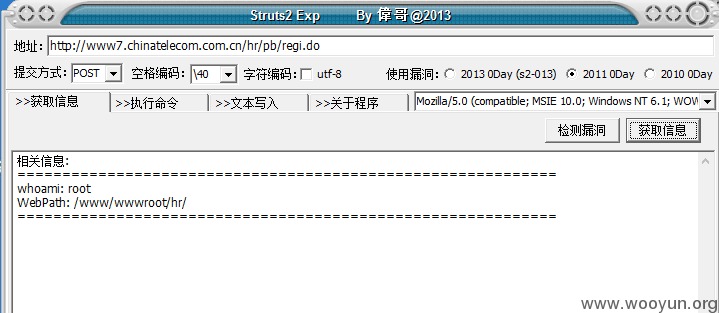 Struts2 Exp By 偉哥@2013
地址: http://www7.chinatelecom.com.cn/hr/pb/regi.do
提交方式: POST 空格编码: \40 字符编码: utf-8 使用漏洞: 2013 0Day (s2-013) 2011 0Day 2010 0Day
>>获取信息 >>执行命令 >>文本写入 >>关于程序 Mozilla/5.0 (compatible; MSIE 10.0; Windows NT 6.1; WOW
检测漏洞 获取信息
相关信息:
=========================================================
whoami: root
WebPath: /www/wwwroot/hr/
=========================================================
www.wooyun.org